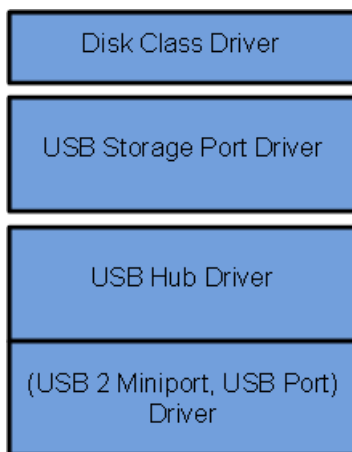 Disk Class Driver
USB Storage Port Driver
USB Hub Driver
(USB 2 Miniport, USB Port)
Driver